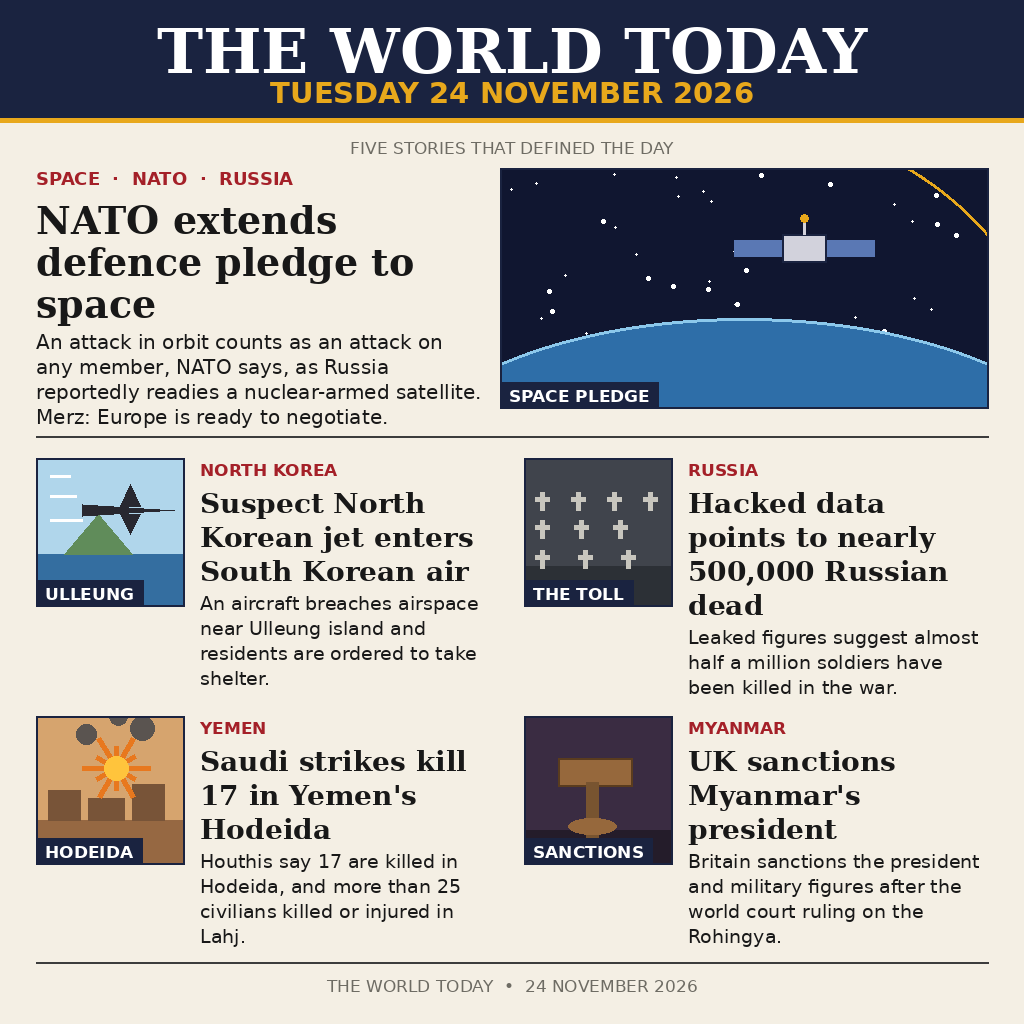 THE WORLD TODAY
TUESDAY 24 NOVEMBER 2026
FIVE STORIES THAT DEFINED THE DAY
SPACE · NATO · RUSSIA
NATO extends
defence pledge to
space
An attack in orbit counts as an attack on
any member, NATO says, as Russia
reportedly readies a nuclear-armed satellite.
Merz: Europe is ready to negotiate.
SPACE PLEDGE
ULLEUNG
NORTH KOREA
Suspect North
Korean jet enters
South Korean air
An aircraft breaches airspace
near Ulleung island and
residents are ordered to take
shelter.
THE TOLL
RUSSIA
Hacked data
points to nearly
500,000 Russian
dead
Leaked figures suggest almost
half a million soldiers have
been killed in the war.
HODEIDA
YEMEN
Saudi strikes kill
17 in Yemen's
Hodeida
Houthis say 17 are killed in
Hodeida, and more than 25
civilians killed or injured in
Lahj.
SANCTIONS
MYANMAR
UK sanctions
Myanmar's
president
Britain sanctions the president
and military figures after the
world court ruling on the
Rohingya.
THE WORLD TODAY • 24 NOVEMBER 2026